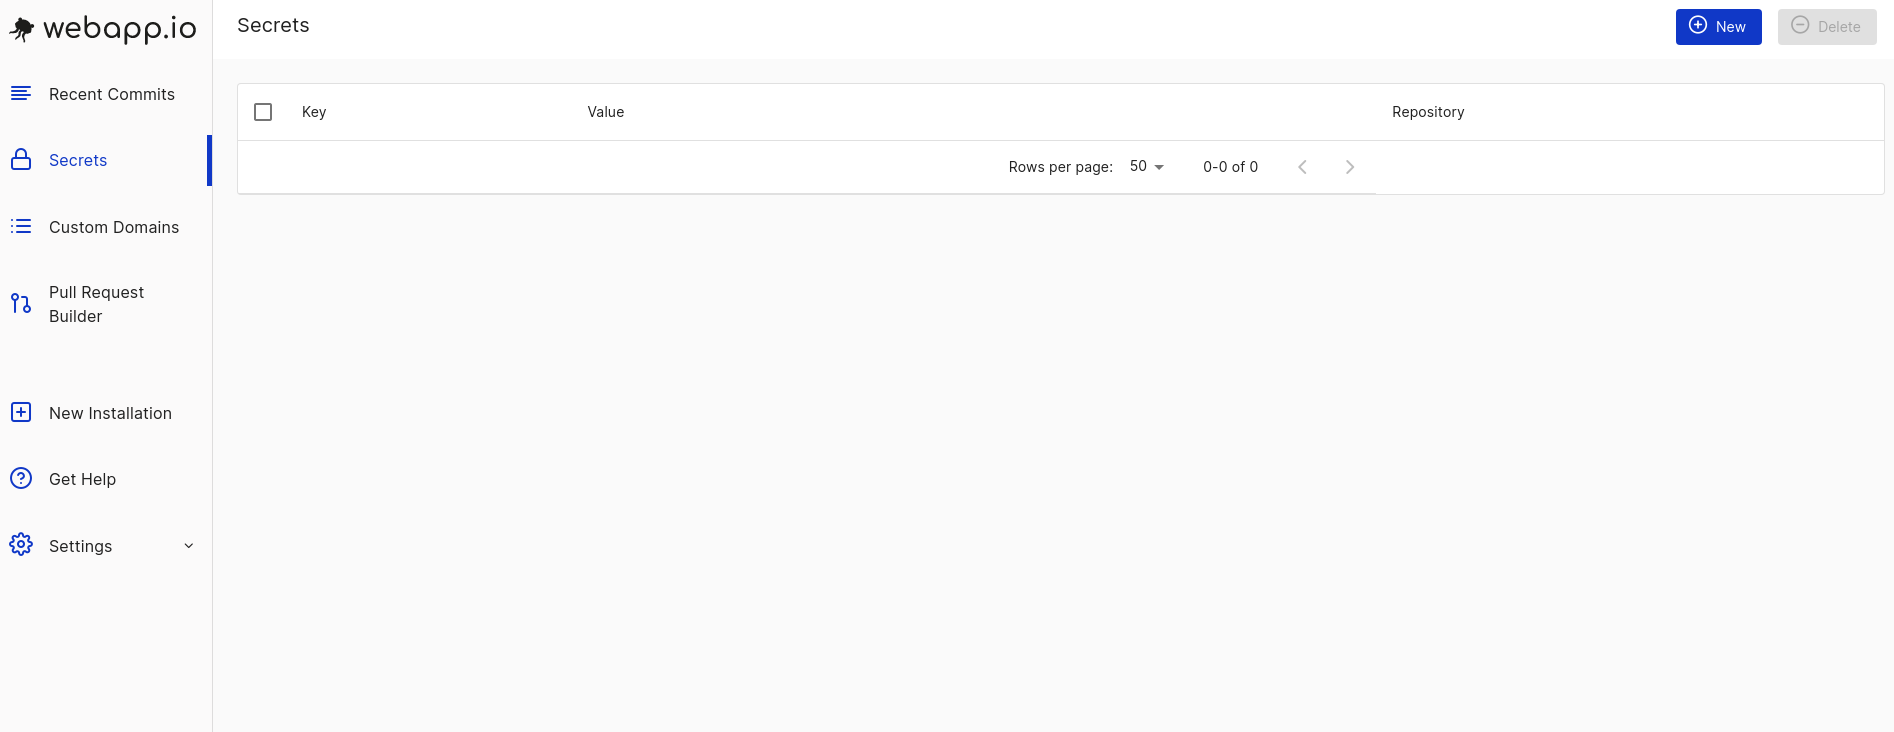 webapp.io
Secrets
New
Delete
Recent Commits
Secrets
Custom Domains
Pull Request
Builder
New Installation
Get Help
Settings
Key Value Repository
Rows per page: 50 0-0 of 0